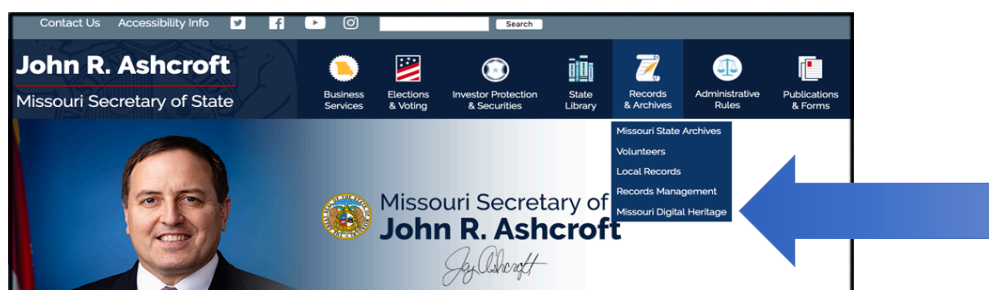 Contact Us Accessibility Info Search
John R. Ashcroft
Missouri Secretary of State
Business Services
Elections & Voting
Investor Protection & Securities
State Library
Records & Archives
Administrative Rules
Publications & Forms
Missouri State Archives
Volunteers
Local Records
Records Management
Missouri Digital Heritage
Missouri Secretary of
John R. Ashcroft
Jay Ashcroft